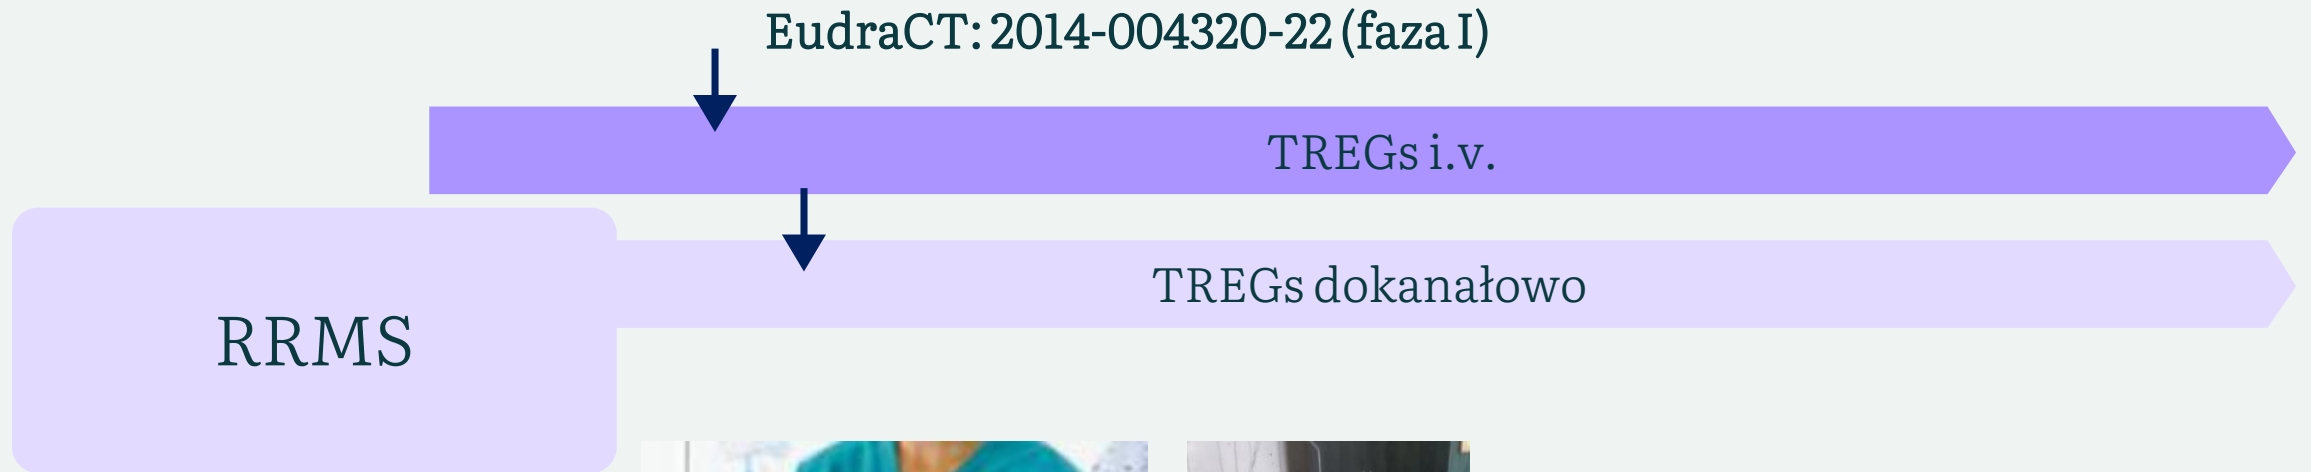 EudraCT: 2014-004320-22 (faza I)
TREGs i.v.
TREGs dokanałowo
RRMS